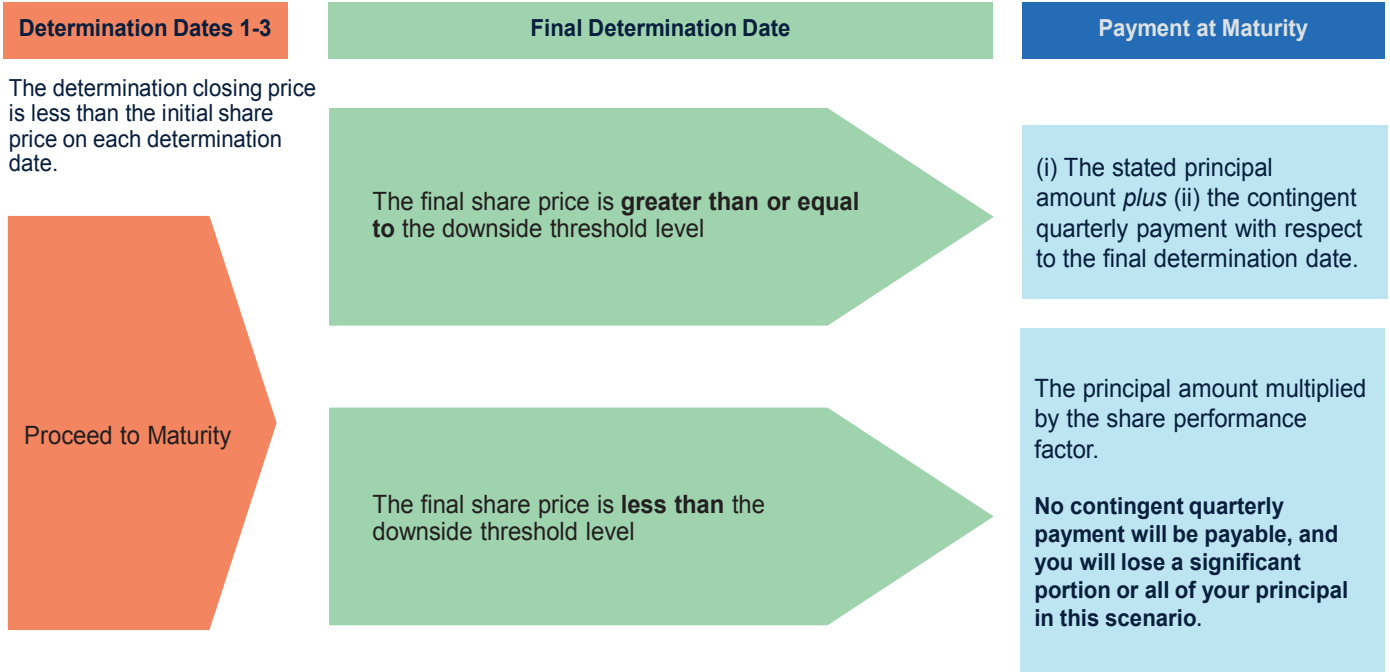 Determination Dates 1-3
Final Determination Date
Payment at Maturity
The determination closing price
is less than the initial share
price on each determination
date.
Proceed to Maturity
The final share price is greater than or equal
to the downside threshold level
(i) The stated principal
amount plus (ii) the contingent
quarterly payment with respect
to the final determination date.
The final share price is less than the
downside threshold level
The principal amount multiplied
by the share performance
factor.
No contingent quarterly
payment will be payable, and
you will lose a significant
portion or all of your principal
in this scenario.